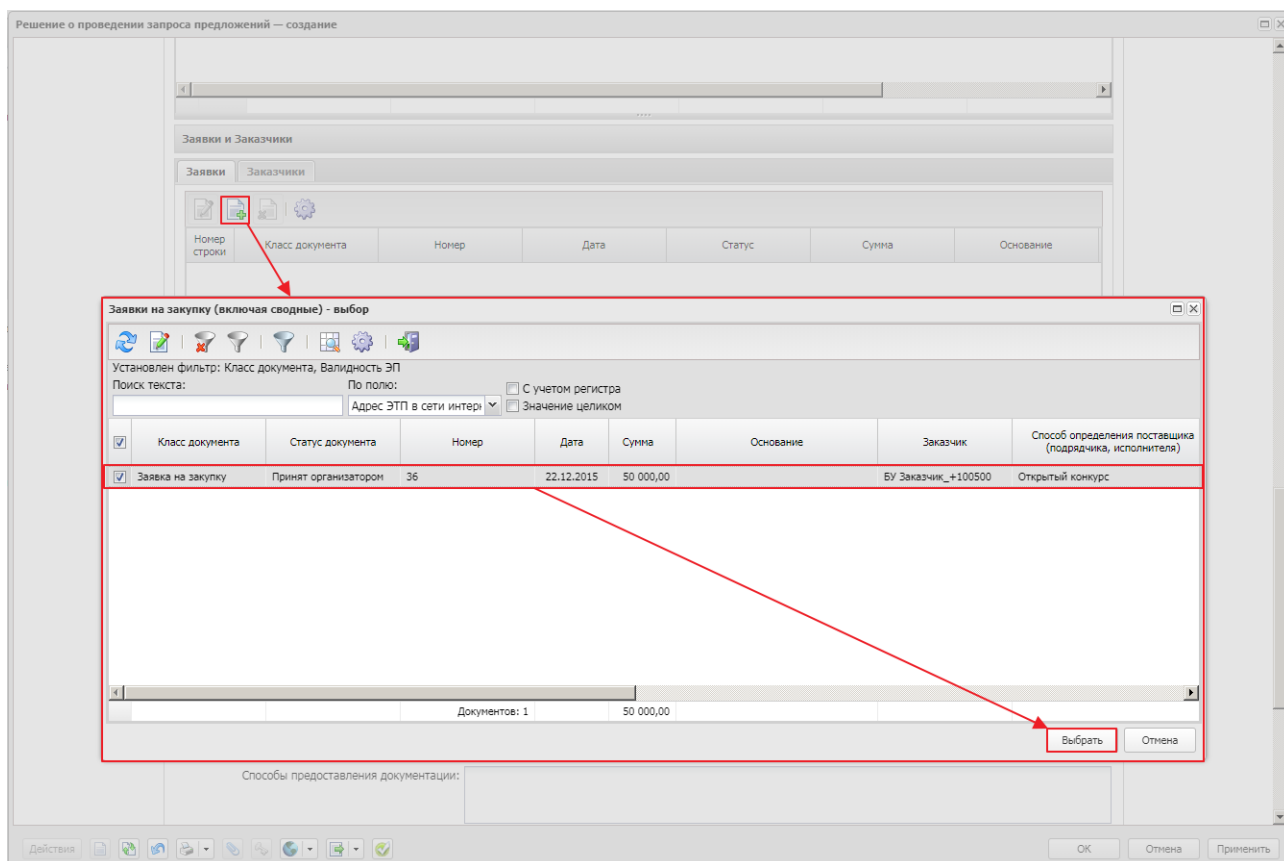 Решение о проведении запроса предложений — создание
Заявки и Заказчики
Заявки Заказчики
Номер строки Класс документа Номер Дата Статус Сумма Основание
Заявки на закупку (включая сводные) - выбор
Установлен фильтр: Класс документа, Валидность ЭП
Поиск текста: По полю: С учетом регистра
Адрес ЭТП в сети интерн Значение целиком
Класс документа Статус документа Номер Дата Сумма Основание Заказчик Способ определения поставщика (подрядчика, исполнителя)
Заявка на закупку Принят организатором 36 22.12.2015 50 000,00 БУ Заказчик_+100500 Открытый конкурс
Документов: 1 50 000,00
Выбрать Отмена
Способы предоставления документации:
Действия OK Отмена Применить